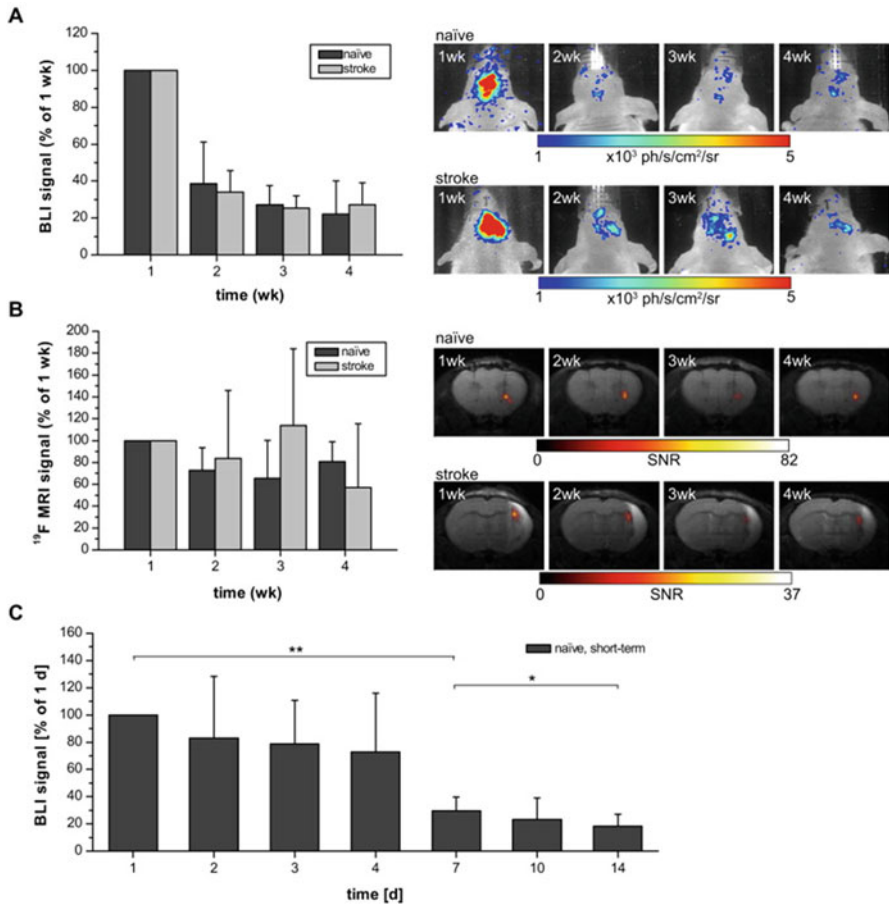 A
BLI signal (% of 1 wk)
120
100
80
60
40
20
0
naïve
stroke
1 2 3 4
time (wk)
naïve
1wk 2wk 3wk 4wk
1 x10³ ph/s/cm²/sr 5
stroke
1wk 2wk 3wk 4wk
1 x10³ ph/s/cm²/sr 5
B
¹⁹F MRI signal (% of 1 wk)
200
180
160
140
120
100
80
60
40
20
0
naïve
stroke
1 2 3 4
time (wk)
naïve
1wk 2wk 3wk 4wk
0 SNR 82
stroke
1wk 2wk 3wk 4wk
0 SNR 37
C
BLI signal [% of 1 d]
160
140
120
100
80
60
40
20
0
** 
*
naïve, short-term
1 2 3 4 7 10 14
time [d]